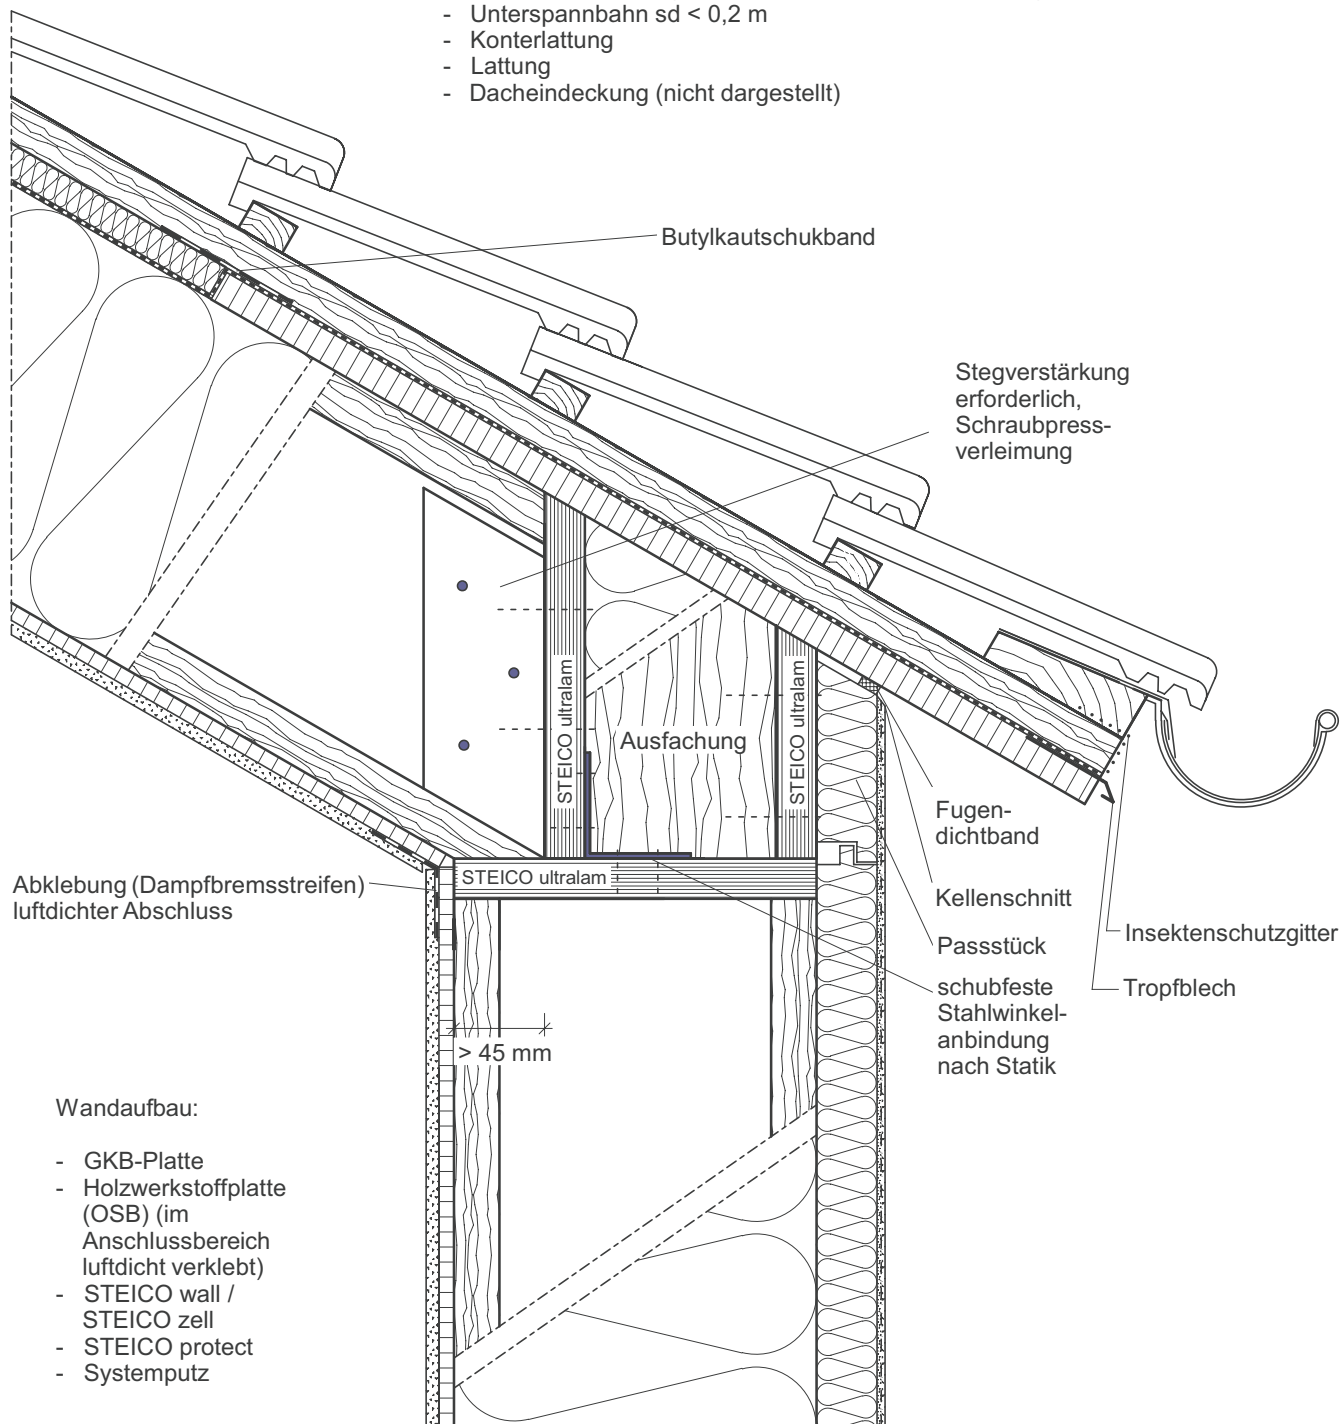 - Unterspannbahn sd < 0,2 m
- Konterlattung
- Lattung
- Dacheindeckung (nicht dargestellt)
Butylkautschukband
Stegverstärkung
erforderlich,
Schraubpress-
verleimung
STEICO ultralam
Ausfachung
STEICO ultralam
STEICO ultralam
Abklebung (Dampfbremsstreifen)
luftdichter Abschluss
Fugen-
dichtband
Kellenschnitt
Passstück
schubfeste
Stahlwinkel-
anbindung
nach Statik
Insektenschutzgitter
Tropfblech
> 45 mm
Wandaufbau:
- GKB-Platte
- Holzwerkstoffplatte
(OSB) (im
Anschlussbereich
luftdicht verklebt)
- STEICO wall /
STEICO zell
- STEICO protect
- Systemputz